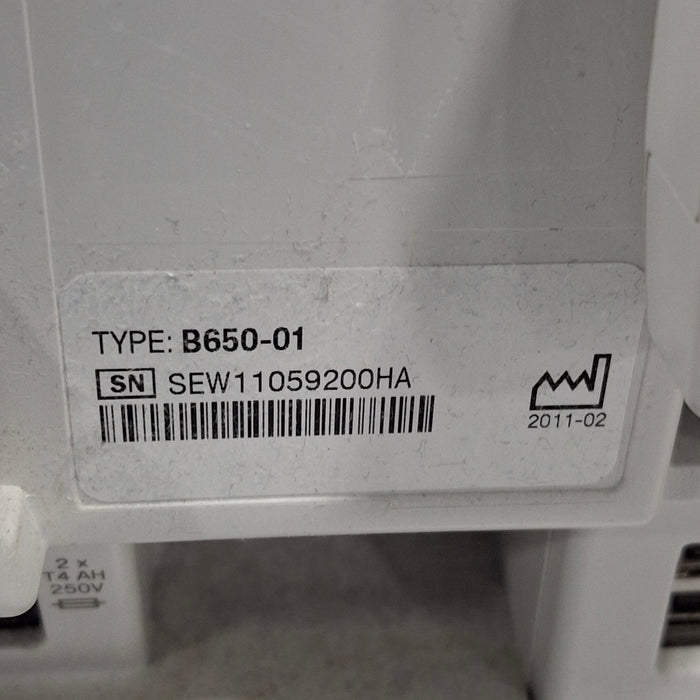 TYPE: B650-01
SN SEW11059200HA
2011-02
2 x
T4 AH
250V